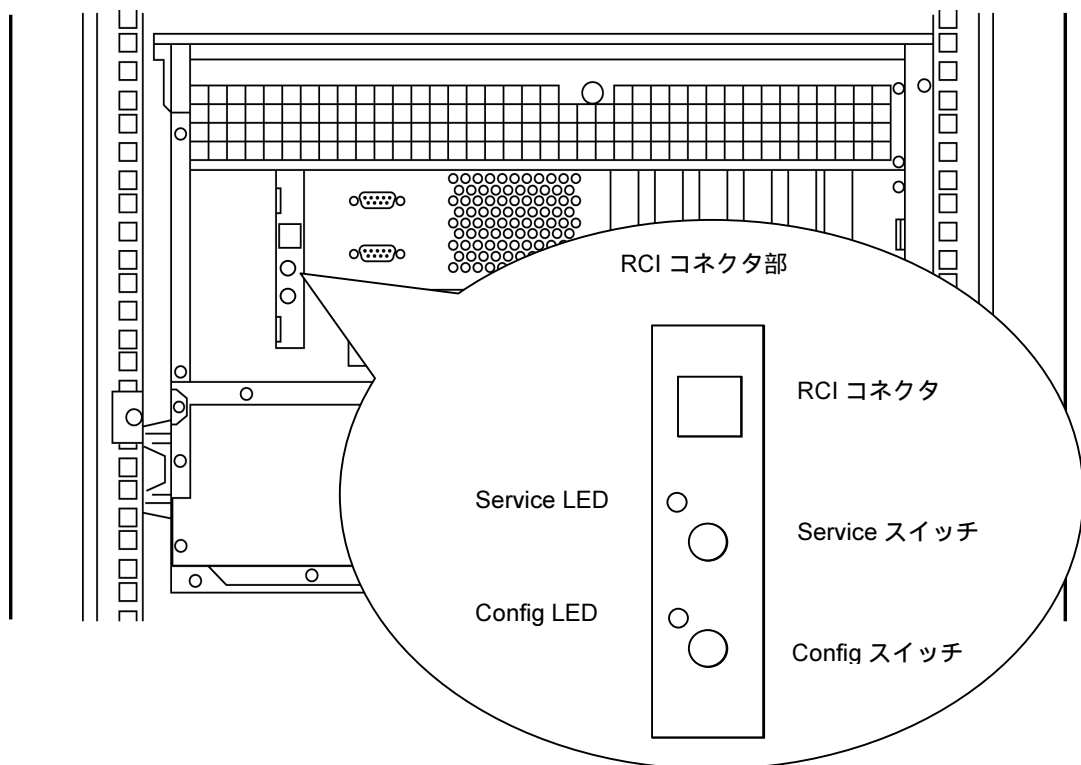 RCI コネクタ部
RCI コネクタ
Service LED
Service スイッチ
Config LED
Config スイッチ